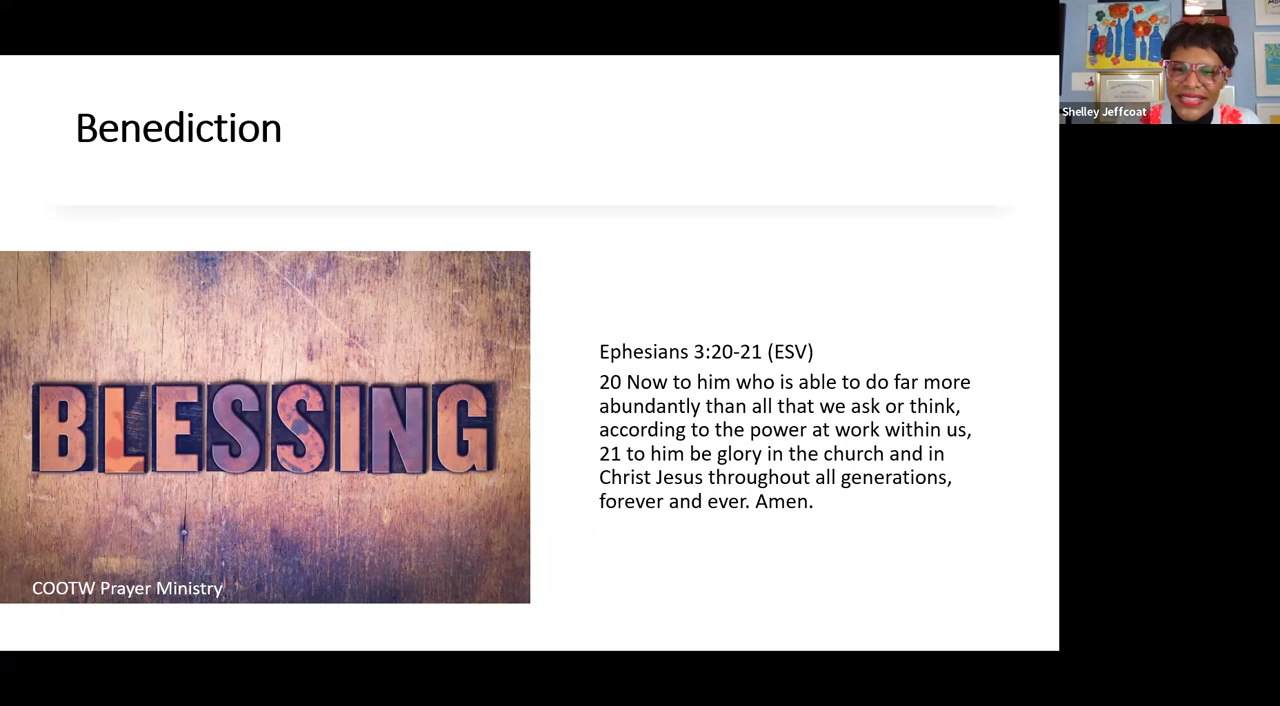 Benediction
Shelley Jeffcoat
BLESSING
COOTW Prayer Ministry
Ephesians 3:20-21 (ESV)
20 Now to him who is able to do far more
abundantly than all that we ask or think,
according to the power at work within us,
21 to him be glory in the church and in
Christ Jesus throughout all generations,
forever and ever. Amen.